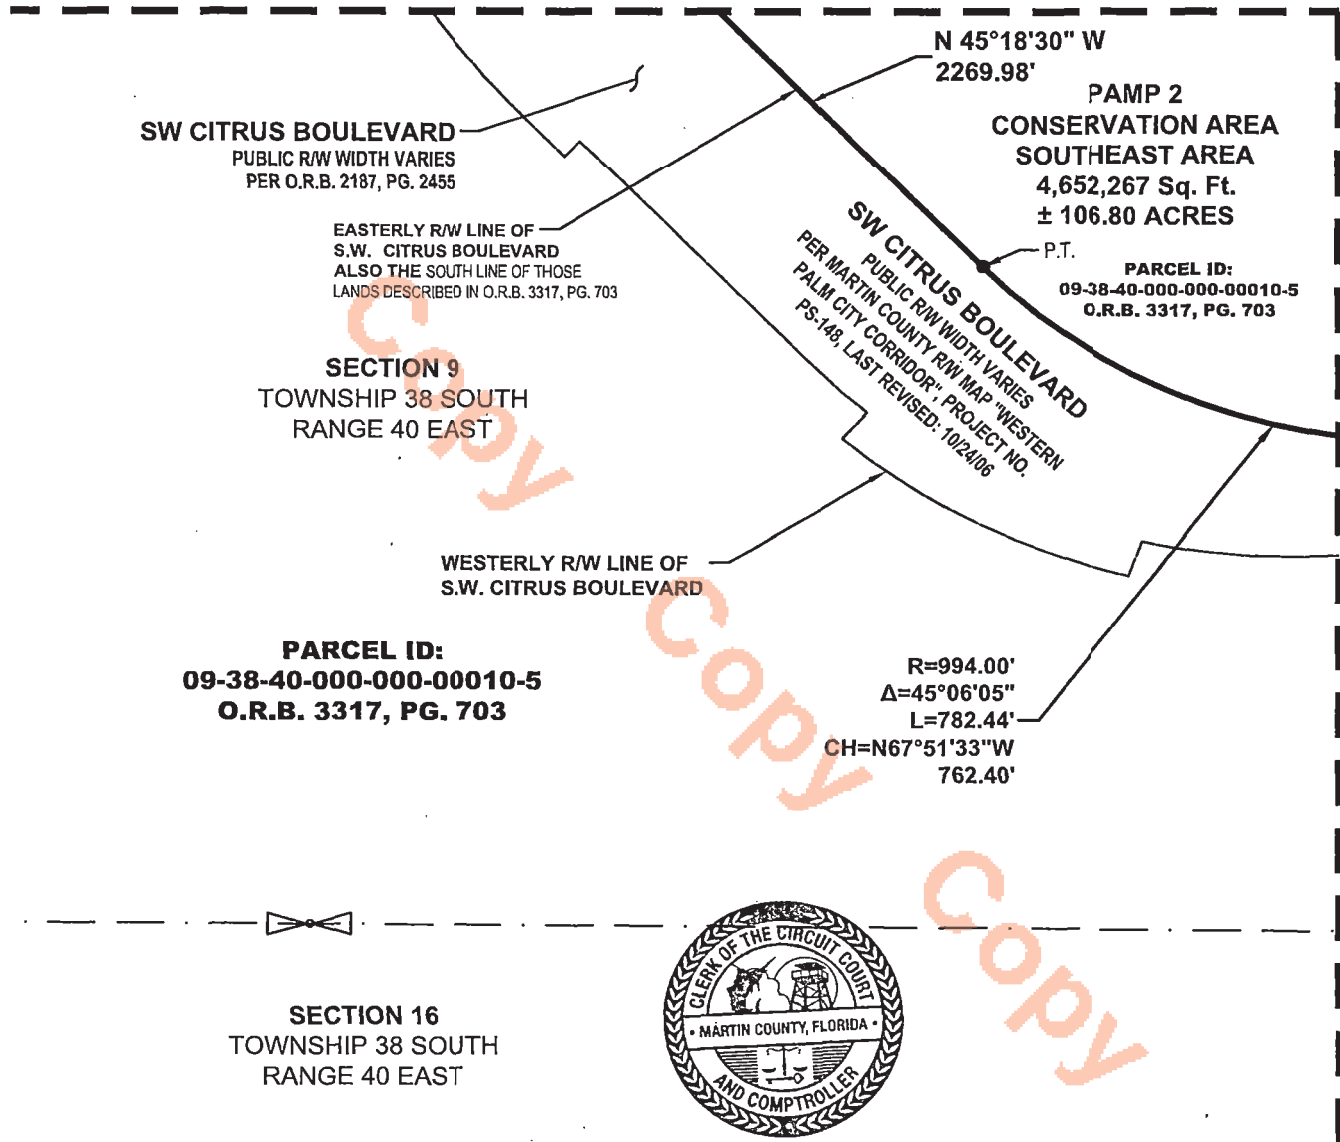 N 45°18'30" W
2269.98'
PAMP 2
CONSERVATION AREA
SOUTHEAST AREA
4,652,267 Sq. Ft.
± 106.80 ACRES
SW CITRUS BOULEVARD
PUBLIC R/W WIDTH VARIES
PER O.R.B. 2187, PG. 2455
EASTERLY R/W LINE OF
S.W. CITRUS BOULEVARD
ALSO THE SOUTH LINE OF THOSE
LANDS DESCRIBED IN O.R.B. 3317, PG. 703
P.T.
PARCEL ID:
09-38-40-000-000-00010-5
O.R.B. 3317, PG. 703
SW CITRUS BOULEVARD
PUBLIC R/W WIDTH VARIES
PER MARTIN COUNTY R/W MAP "WESTERN
PALM CITY CORRIDOR", PROJECT NO.
PS-148, LAST REVISED: 10/24/06
SECTION 9
TOWNSHIP 38 SOUTH
RANGE 40 EAST
Copy
WESTERLY R/W LINE OF
S.W. CITRUS BOULEVARD
Copy
PARCEL ID:
09-38-40-000-000-00010-5
O.R.B. 3317, PG. 703
R=994.00'
Δ=45°06'05"
L=782.44'
CH=N67°51'33"W
762.40'
Copy
SECTION 16
TOWNSHIP 38 SOUTH
RANGE 40 EAST
CLERK OF THE CIRCUIT COURT
• MARTIN COUNTY, FLORIDA •
AND COMPTROLLER